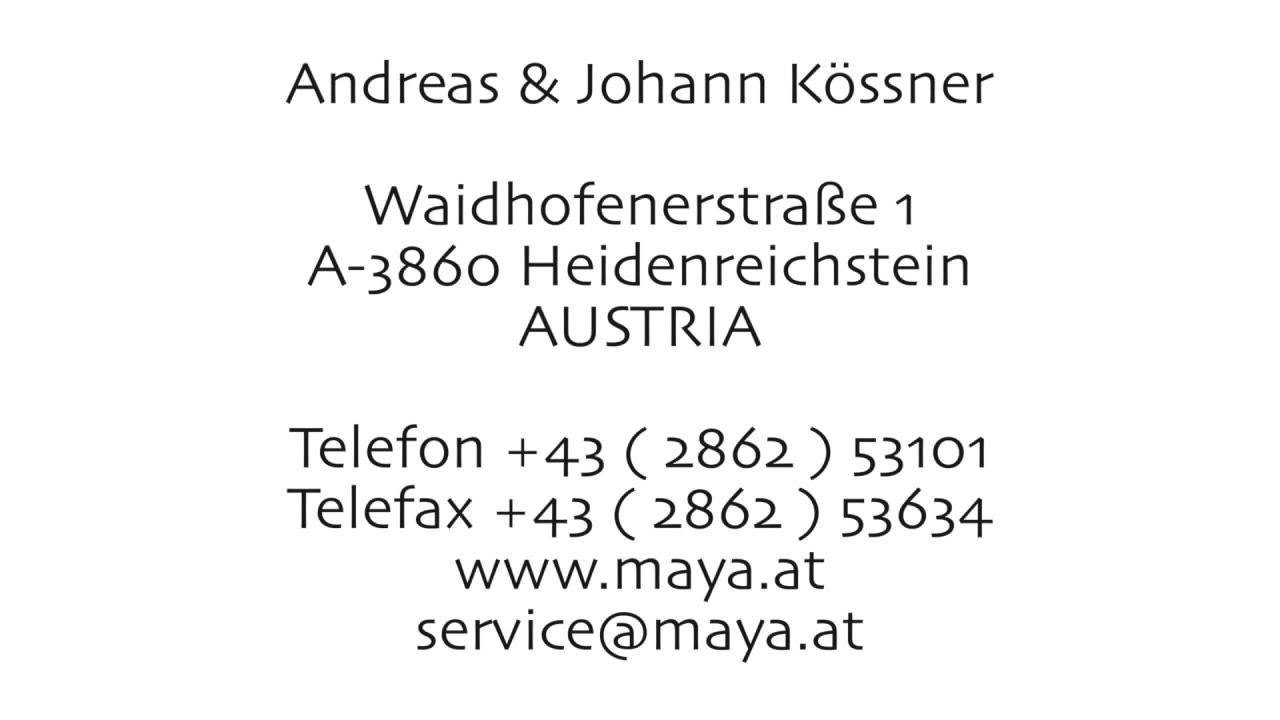 Andreas & Johann Kössner
Waidhofenerstraße 1
A-3860 Heidenreichstein
AUSTRIA
Telefon +43 ( 2862 ) 53101
Telefax +43 ( 2862 ) 53634
www.maya.at
service@maya.at